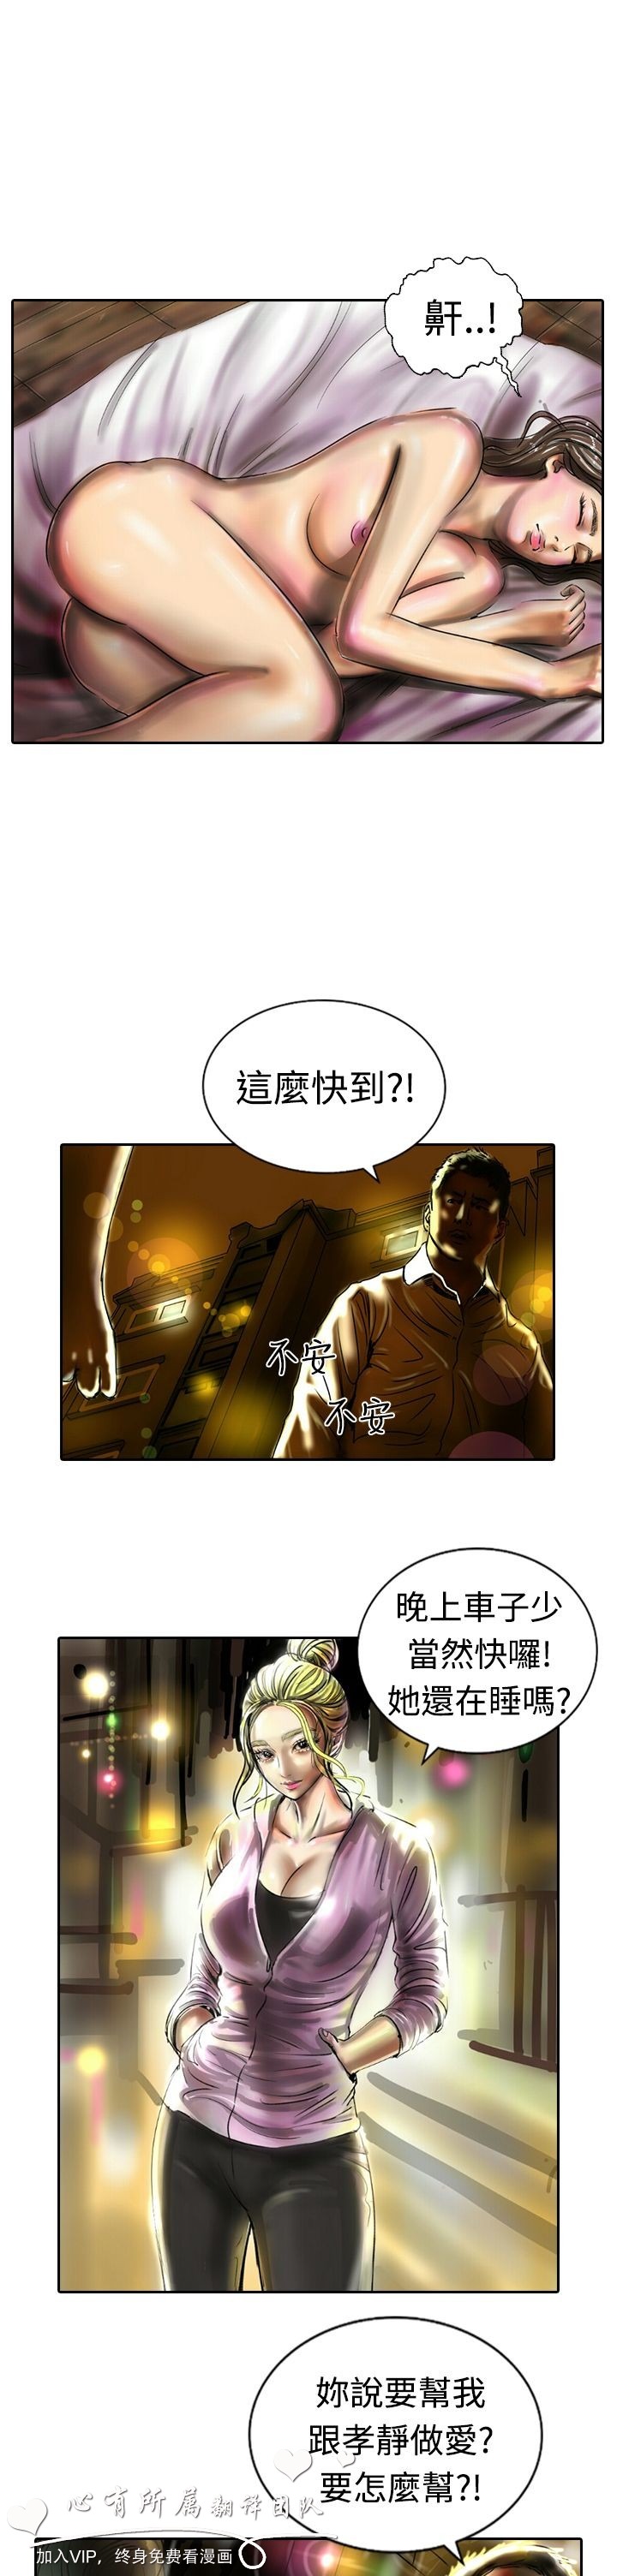 鼾..!
這麼快到?!
不安
不安
晚上車子少
當然快囉!
她還在睡嗎?
妳說要幫我
跟孝靜做愛?
要怎麼幫?!
心有所属翻译团队
加入VIP，终身免费看漫画